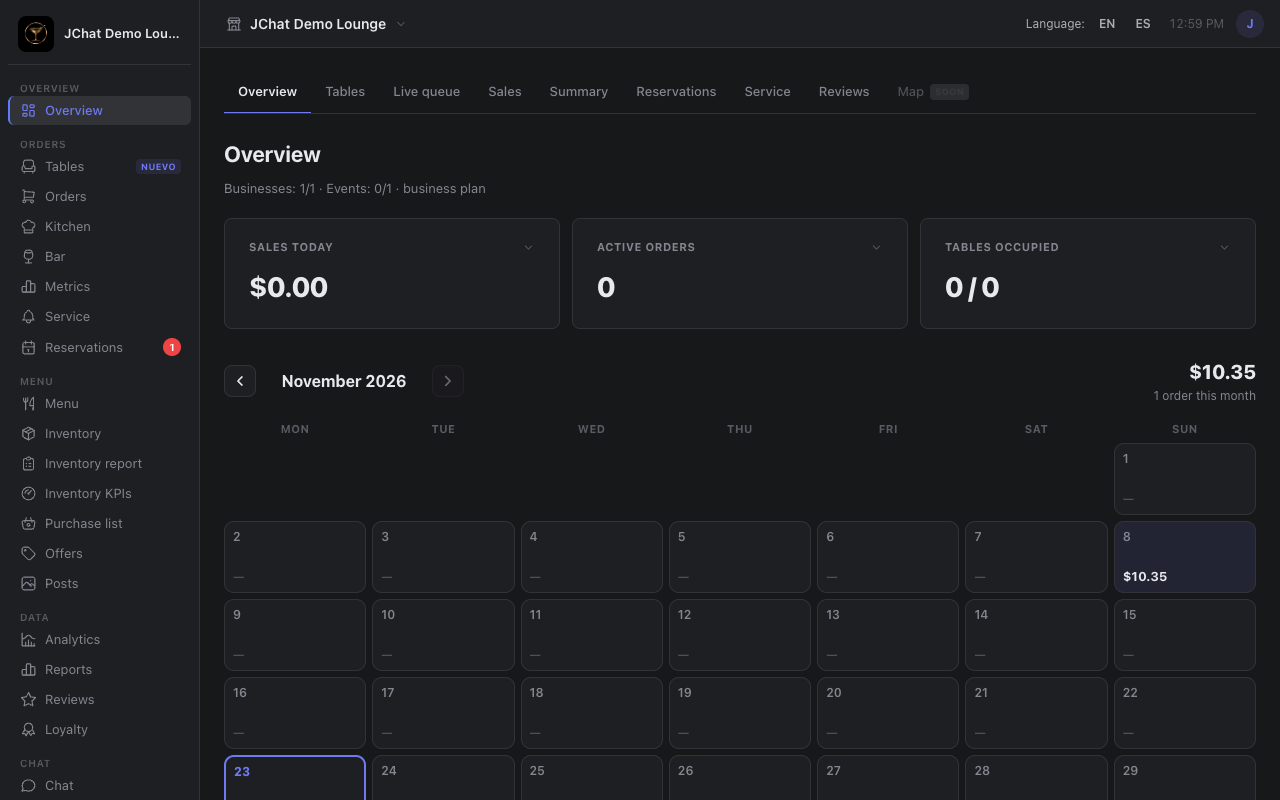 JChat Demo Lou...
OVERVIEW
Overview
ORDERS
Tables NUEVO
Orders
Kitchen
Bar
Metrics
Service
Reservations 1
MENU
Menu
Inventory
Inventory report
Inventory KPIs
Purchase list
Offers
Posts
DATA
Analytics
Reports
Reviews
Loyalty
CHAT
Chat
JChat Demo Lounge
Language: EN ES 12:59 PM J
Overview Tables Live queue Sales Summary Reservations Service Reviews Map SOON
Overview
Businesses: 1/1 · Events: 0/1 · business plan
SALES TODAY
$0.00
ACTIVE ORDERS
0
TABLES OCCUPIED
0 / 0
November 2026
$10.35
1 order this month
MON TUE WED THU FRI SAT SUN
1
—
2 3 4 5 6 7 8
— — — — — — $10.35
9 10 11 12 13 14 15
— — — — — — —
16 17 18 19 20 21 22
— — — — — — —
23 24 25 26 27 28 29